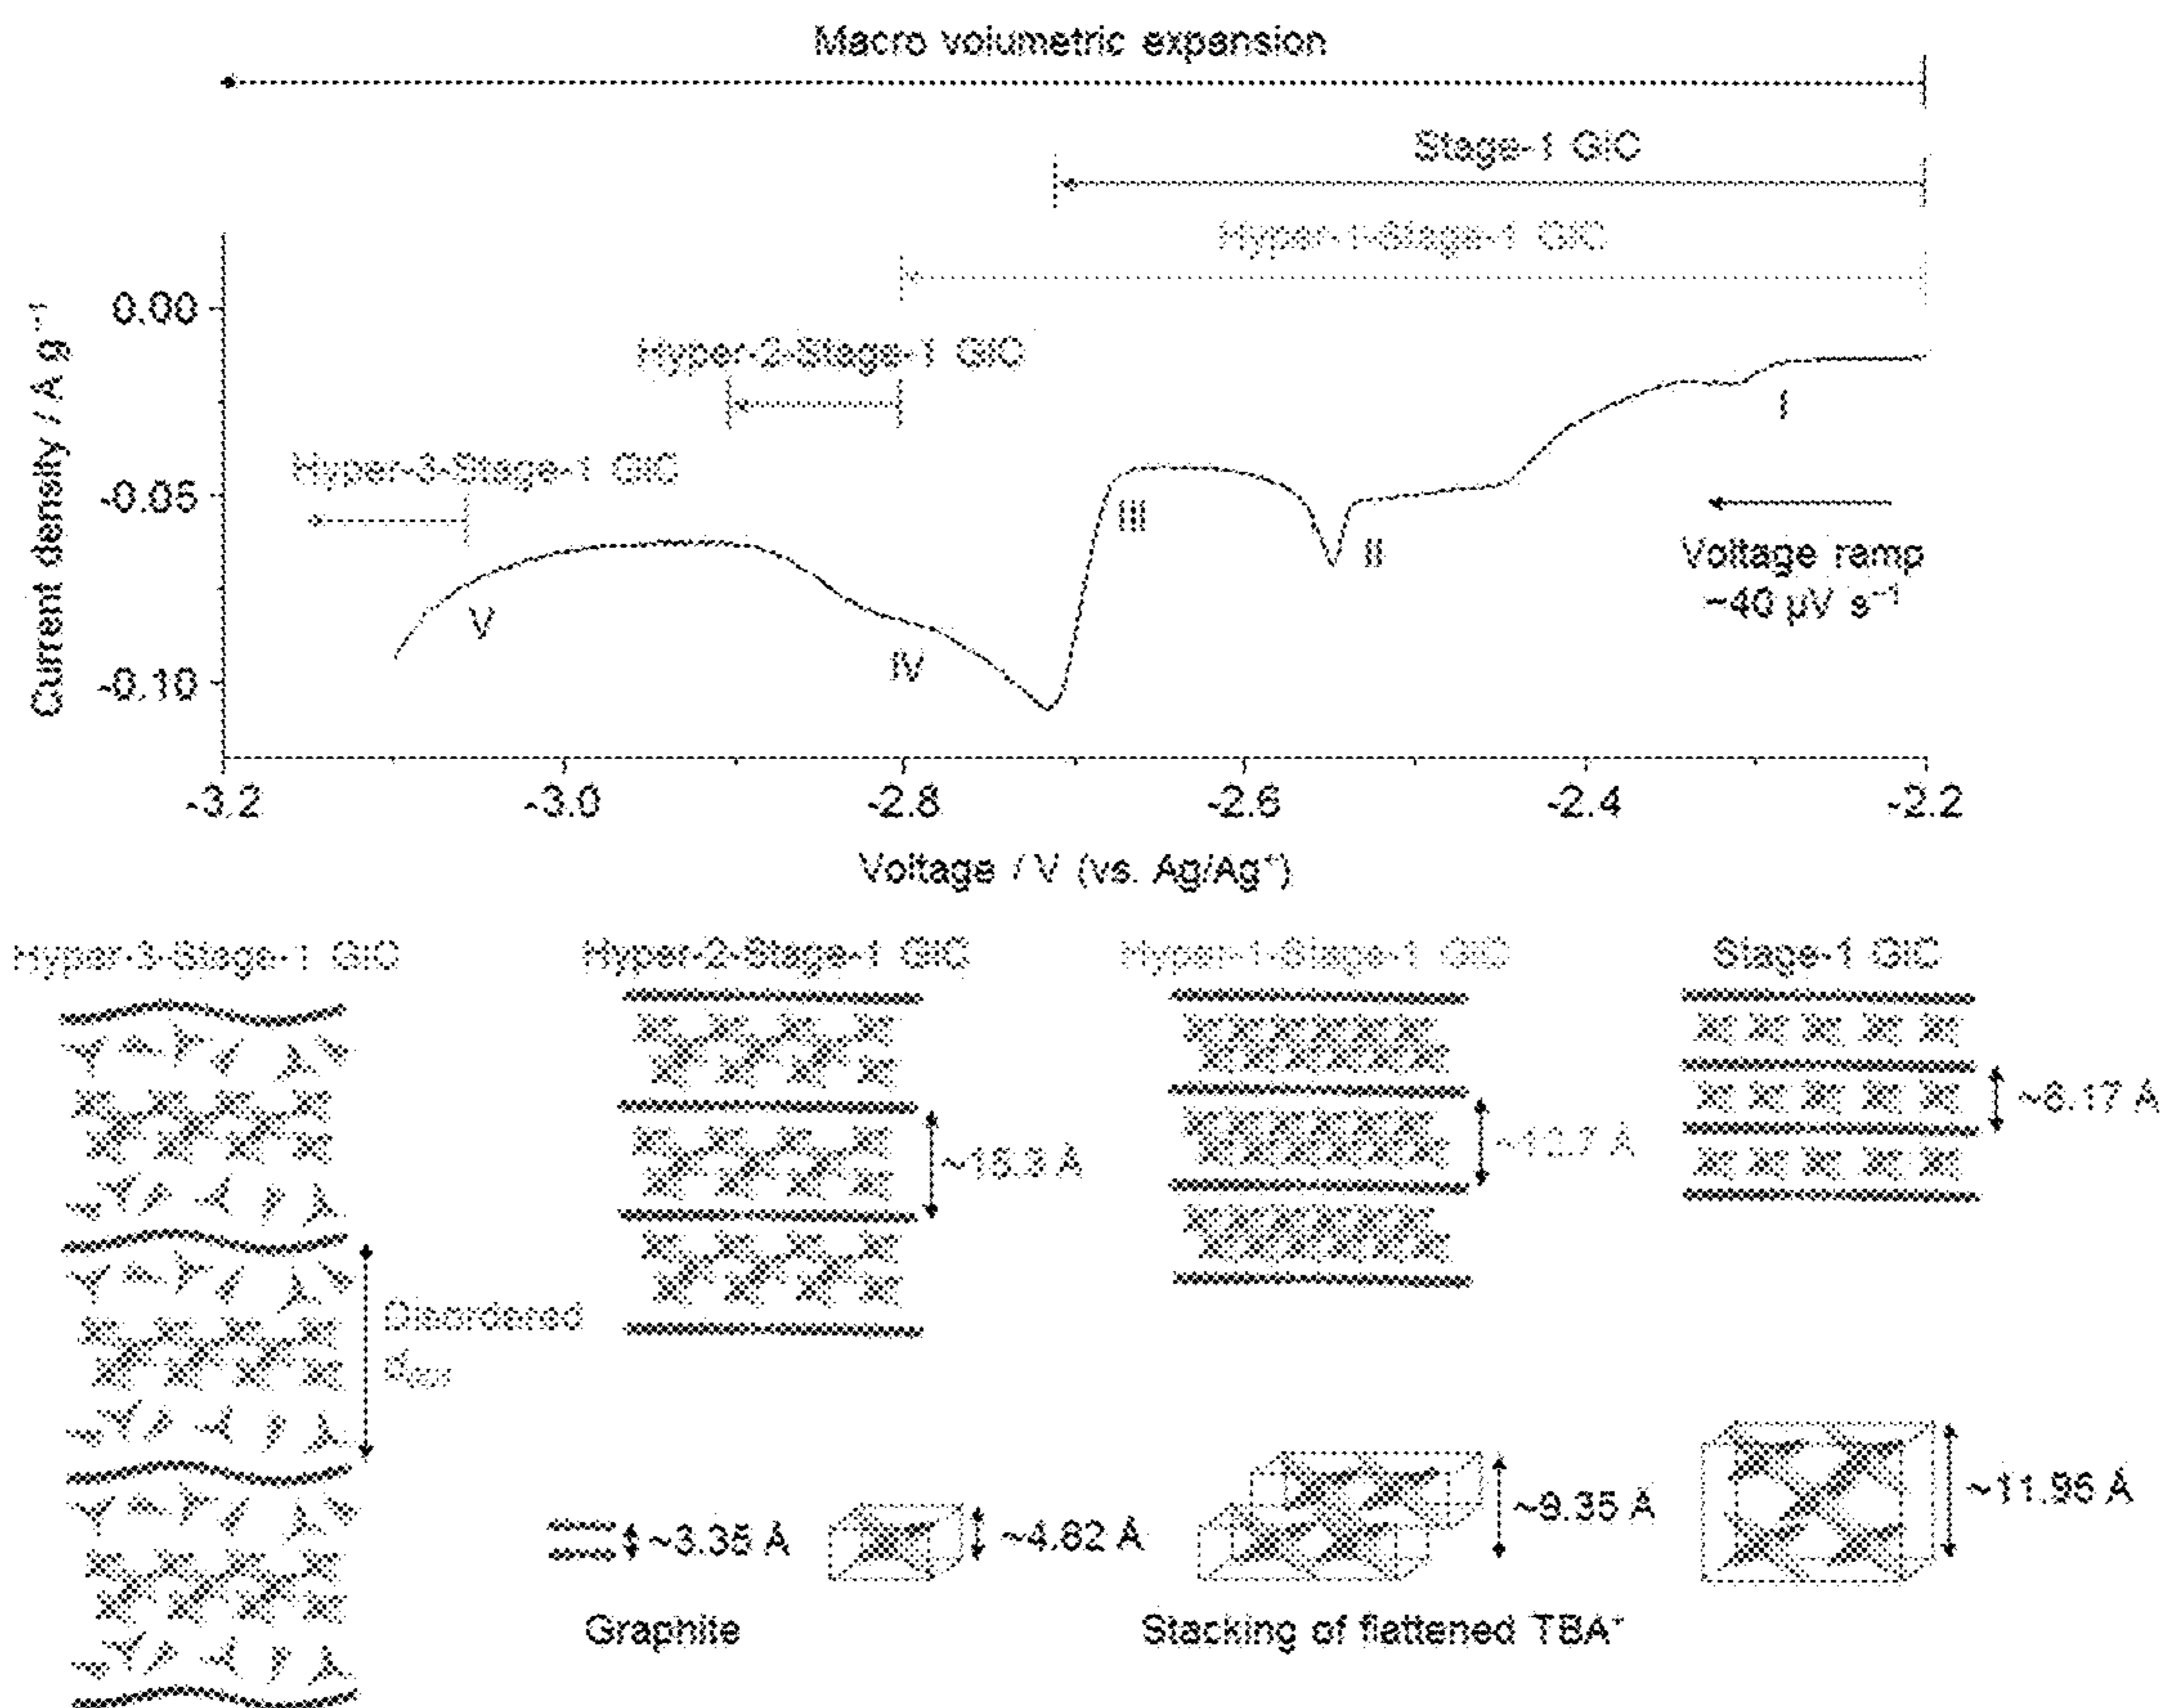 Macro volumetric expansion
Stage-1 GIC
Hyper-1-Stage-1 GIC
Hyper-2-Stage-1 GIC
Hyper-3-Stage-1 GIC
Current density / A g⁻¹
0.00
-0.05
-0.10
I
II
III
IV
V
Voltage ramp
~40 µV s⁻¹
-3.2
-3.0
-2.8
-2.6
-2.4
-2.2
Voltage / V (vs. Ag/Ag⁺)
Hyper-3-Stage-1 GIC
Hyper-2-Stage-1 GIC
Hyper-1-Stage-1 GIC
Stage-1 GIC
~15.3 Å
~12.7 Å
~8.17 Å
Disordered
~3.35 Å
~4.82 Å
~9.35 Å
~11.95 Å
Graphite
Stacking of flattened TBA⁺